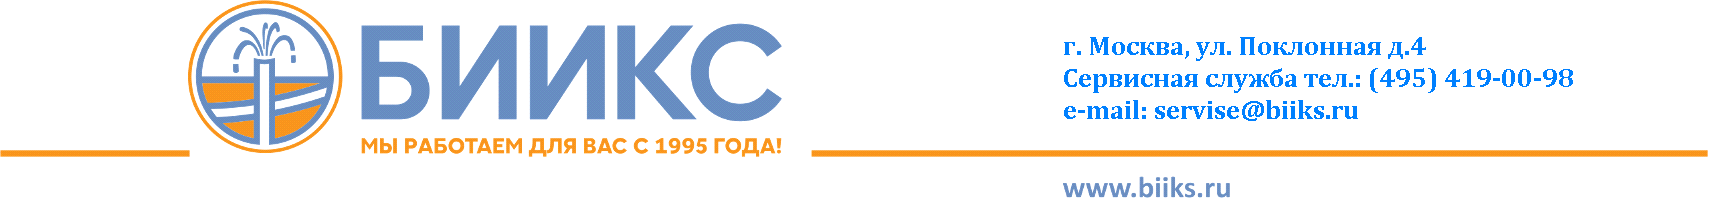 БИИКС
МЫ РАБОТАЕМ ДЛЯ ВАС С 1995 ГОДА!
г. Москва, ул. Поклонная д.4
Сервисная служба тел.: (495) 419-00-98
e-mail: servise@biiks.ru
www.biiks.ru